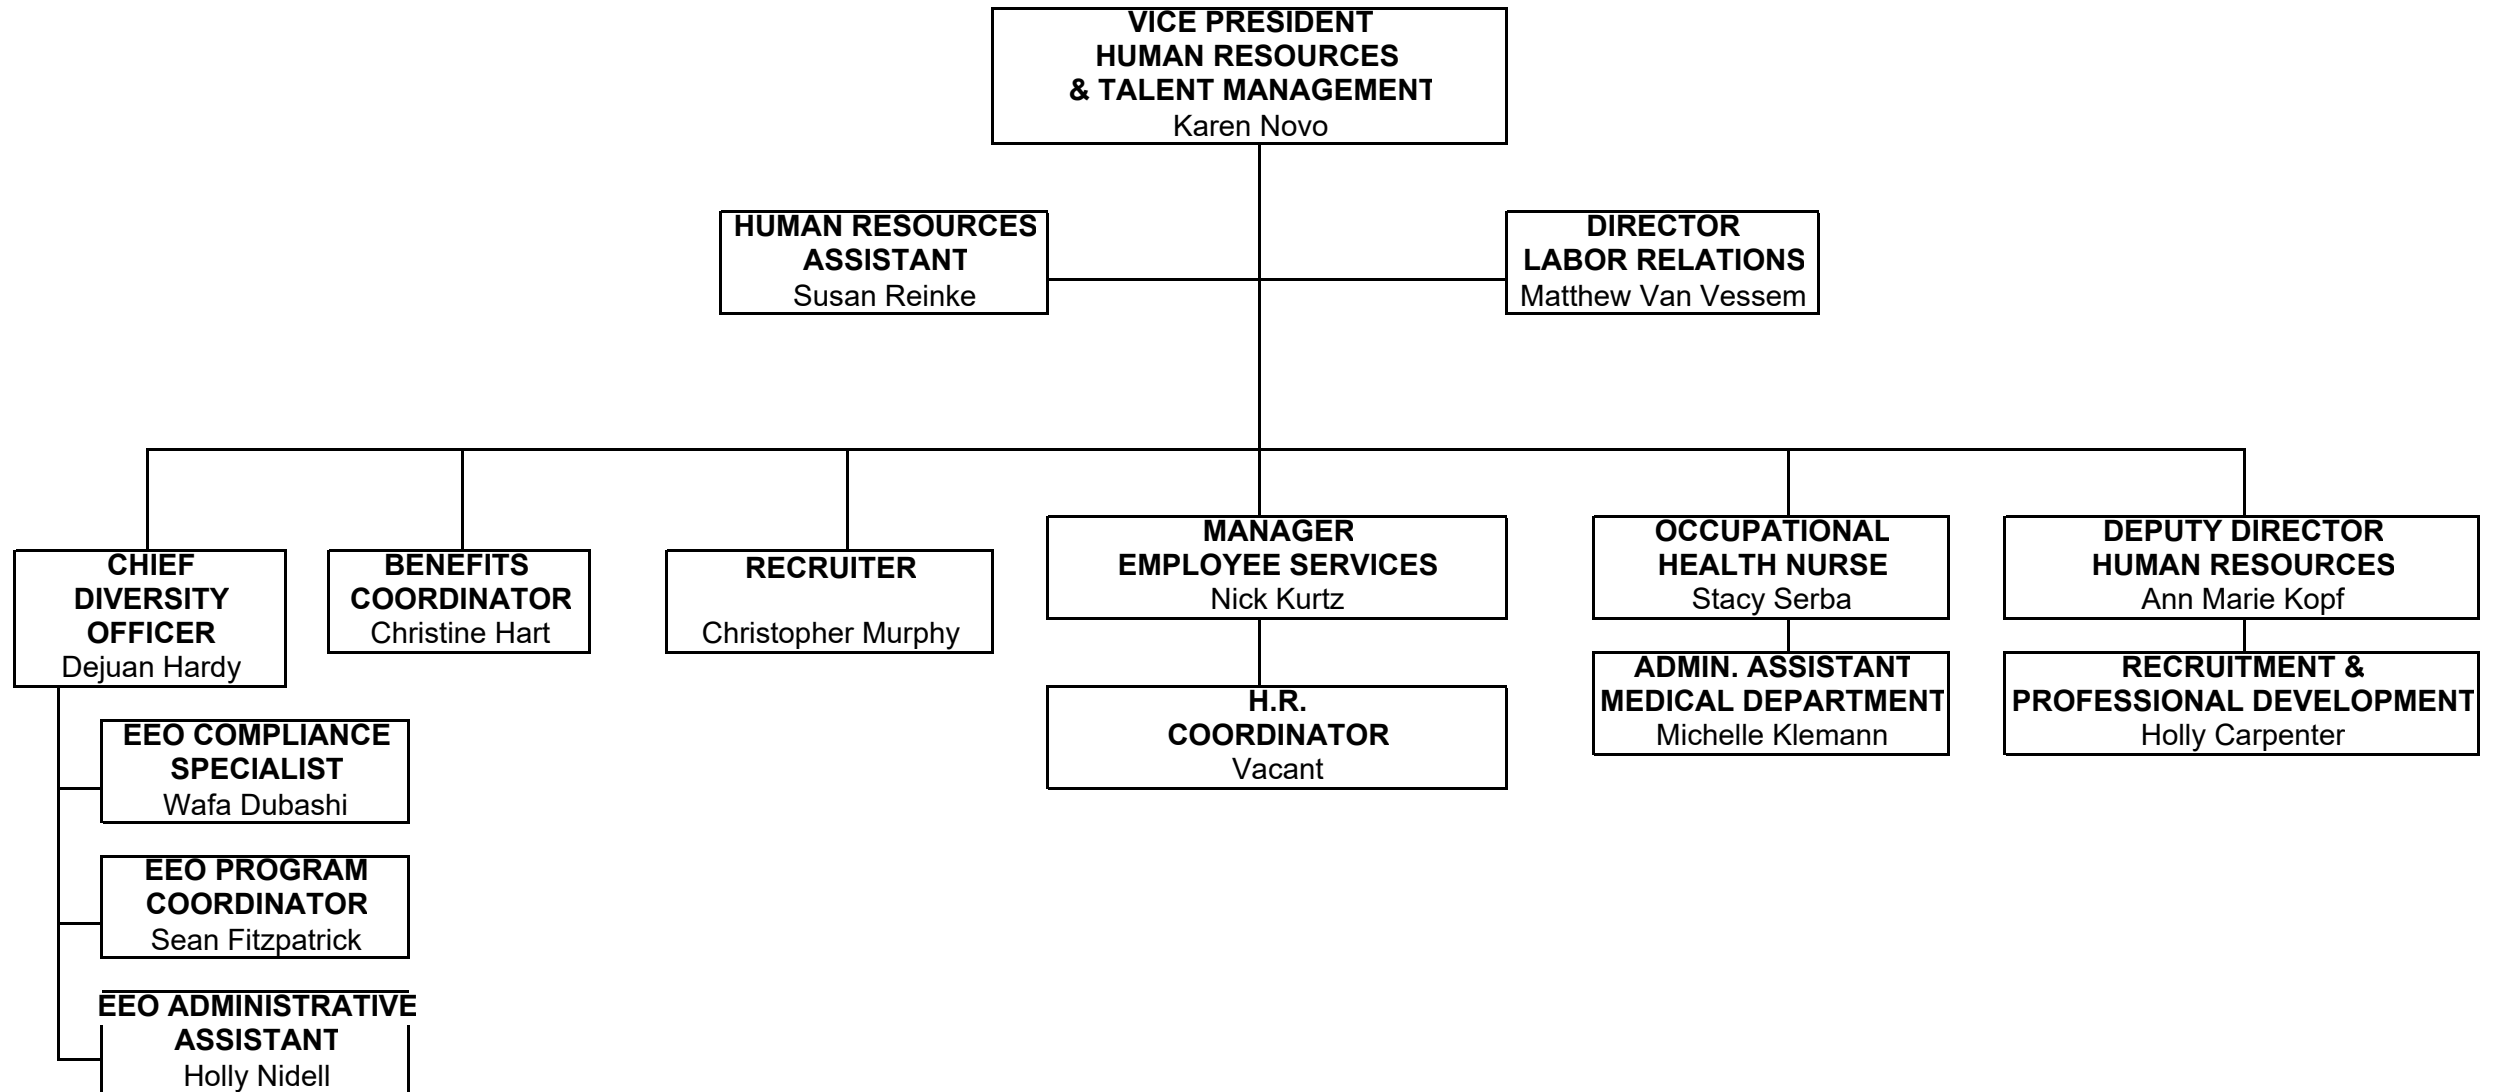 VICE PRESIDENT
HUMAN RESOURCES
& TALENT MANAGEMENT
Karen Novo
HUMAN RESOURCES
ASSISTANT
Susan Reinke
DIRECTOR
LABOR RELATIONS
Matthew Van Vessem
CHIEF
DIVERSITY
OFFICER
Dejuan Hardy
BENEFITS
COORDINATOR
Christine Hart
RECRUITER
Christopher Murphy
MANAGER
EMPLOYEE SERVICES
Nick Kurtz
OCCUPATIONAL
HEALTH NURSE
Stacy Serba
DEPUTY DIRECTOR
HUMAN RESOURCES
Ann Marie Kopf
H.R.
COORDINATOR
Vacant
ADMIN. ASSISTANT
MEDICAL DEPARTMENT
Michelle Klemann
RECRUITMENT &
PROFESSIONAL DEVELOPMENT
Holly Carpenter
EEO COMPLIANCE
SPECIALIST
Wafa Dubashi
EEO PROGRAM
COORDINATOR
Sean Fitzpatrick
EEO ADMINISTRATIVE
ASSISTANT
Holly Nidell